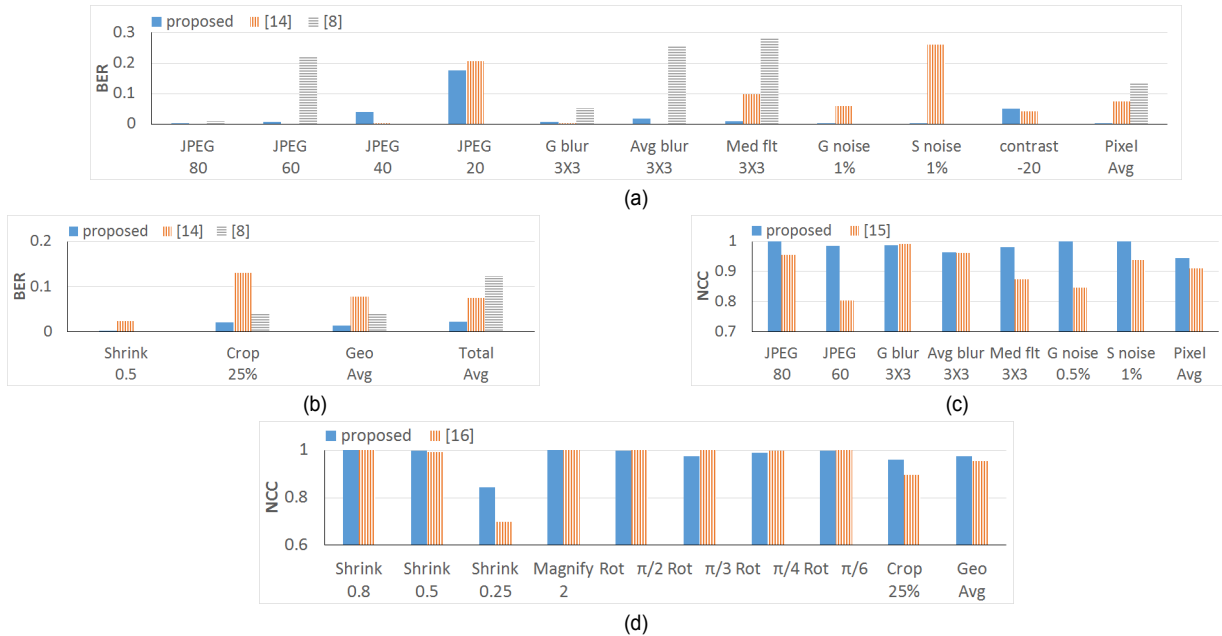 proposed [14] [8]
0.3
0.2
0.1
0
BER
JPEG JPEG JPEG JPEG G blur Avg blur Med flt G noise S noise contrast Pixel
80 60 40 20 3X3 3X3 3X3 1% 1% -20 Avg
(a)
proposed [14] [8]
0.2
0.1
0
BER
Shrink Crop Geo Total
0.5 25% Avg Avg
(b)
proposed [15]
1
0.9
0.8
0.7
NCC
JPEG JPEG G blur Avg blur Med flt G noise S noise Pixel
80 60 3X3 3X3 3X3 0.5% 1% Avg
(c)
proposed [16]
1
0.8
0.6
NCC
Shrink Shrink Shrink Magnify Rot π/2 Rot π/3 Rot π/4 Rot π/6 Crop Geo
0.8 0.5 0.25 2 25% Avg
(d)